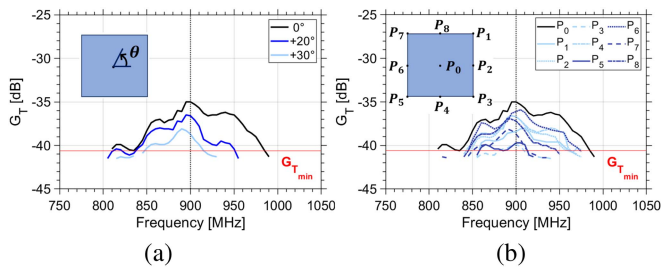 -20
-25
-30
-35
-40
-45
G_T [dB]
θ
0°
+20°
+30°
G_Tmin
750 800 850 900 950 1000 1050
Frequency [MHz]
(a)
-20
-25
-30
-35
-40
-45
G_T [dB]
P_7 P_8 P_1
P_6 P_0 P_2
P_5 P_4 P_3
P_0 P_3 P_6
P_1 P_4 P_7
P_2 P_5 P_8
G_Tmin
750 800 850 900 950 1000 1050
Frequency [MHz]
(b)